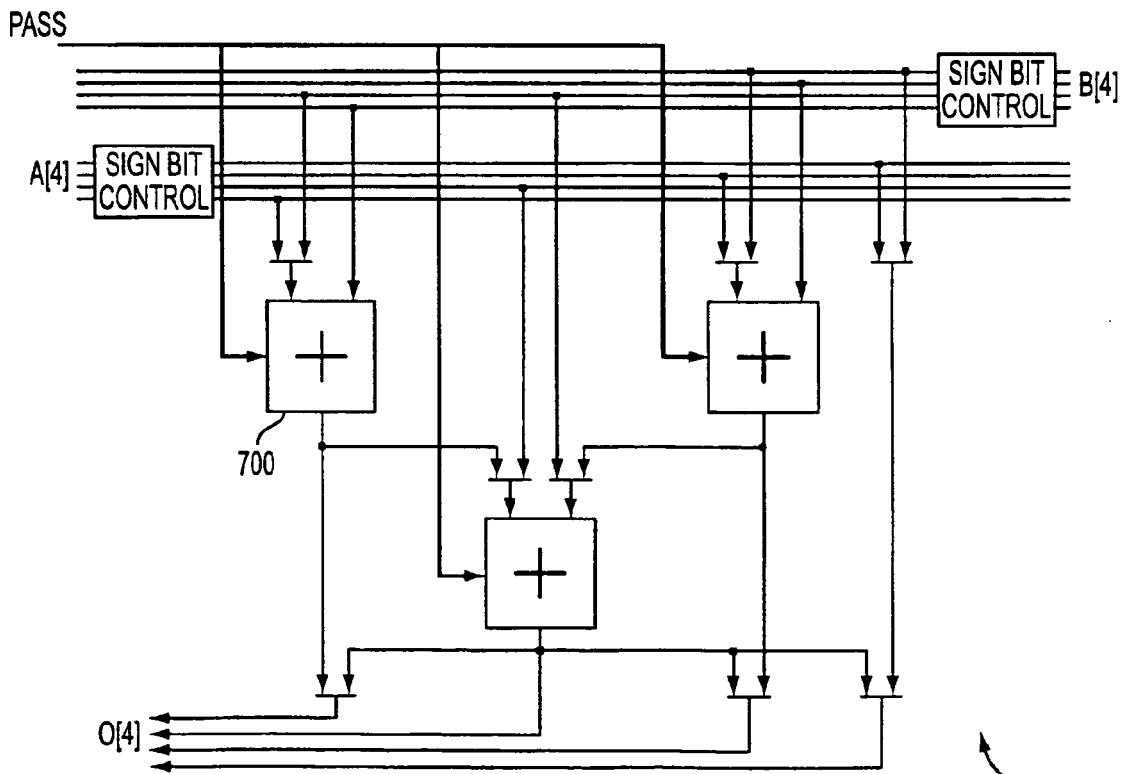 PASS
SIGN BIT
CONTROL
B[4]
A[4]
SIGN BIT
CONTROL
+
+
700
+
O[4]